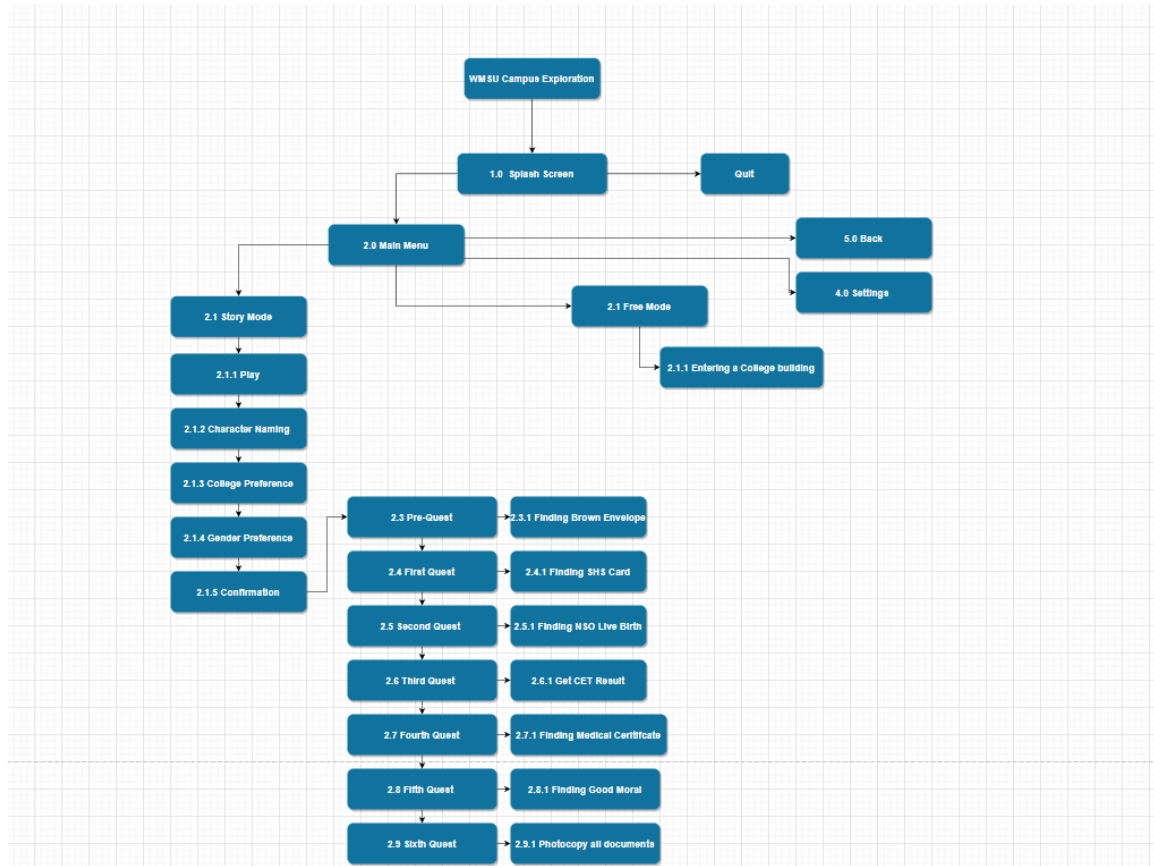 WMSU Campus Exploration
1.0 Splash Screen
Quit
2.0 Main Menu
5.0 Back
4.0 Settings
2.1 Story Mode
2.1 Free Mode
2.1.1 Play
2.1.1 Entering a College building
2.1.2 Character Naming
2.1.3 College Preference
2.1.4 Gender Preference
2.1.5 Confirmation
2.3 Pre-Quest
2.3.1 Finding Brown Envelope
2.4 First Quest
2.4.1 Finding SHS Card
2.5 Second Quest
2.5.1 Finding NSO Live Birth
2.6 Third Quest
2.6.1 Get CET Result
2.7 Fourth Quest
2.7.1 Finding Medical Ceritifcate
2.8 Fifth Quest
2.8.1 Finding Good Moral
2.9 Sixth Quest
2.9.1 Photocopy all documents